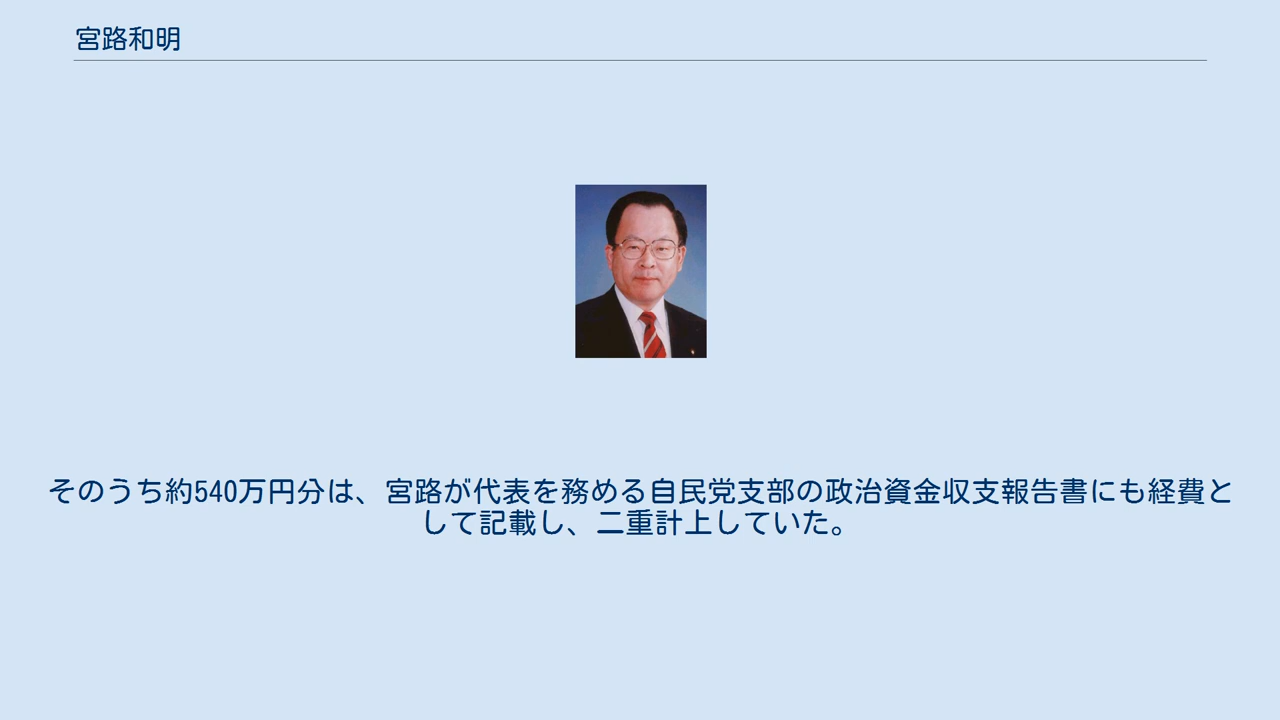 宮路和明
そのうち約540万円分は、宮路が代表を務める自民党支部の政治資金収支報告書にも経費と
して記載し、二重計上していた。